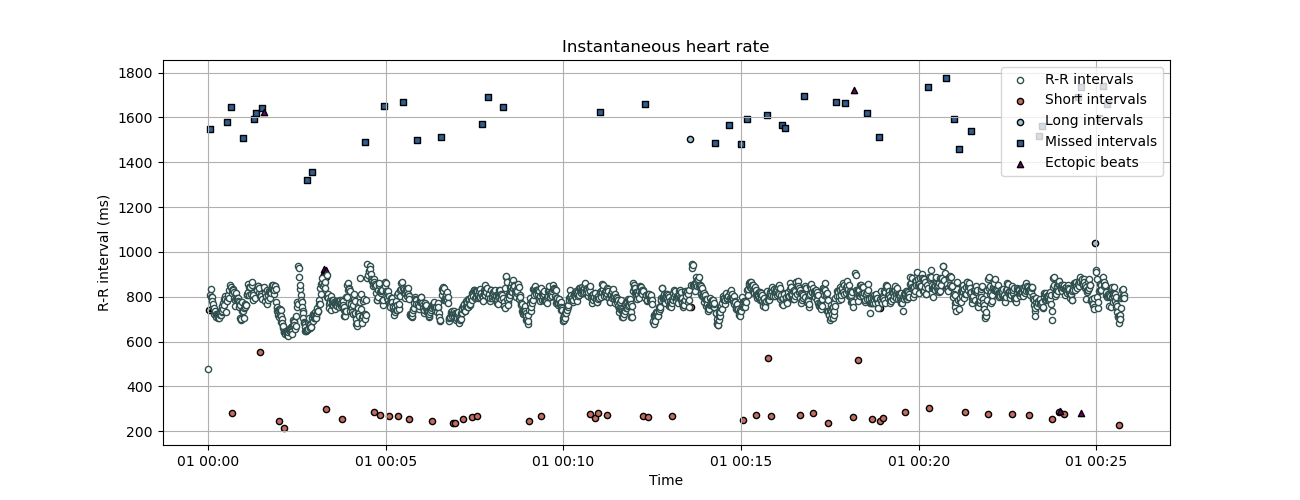 Instantaneous heart rate
R-R interval (ms)
1800
1600
1400
1200
1000
800
600
400
200
R-R intervals
Short intervals
Long intervals
Missed intervals
Ectopic beats
01 00:00 01 00:05 01 00:10 01 00:15 01 00:20 01 00:25
Time